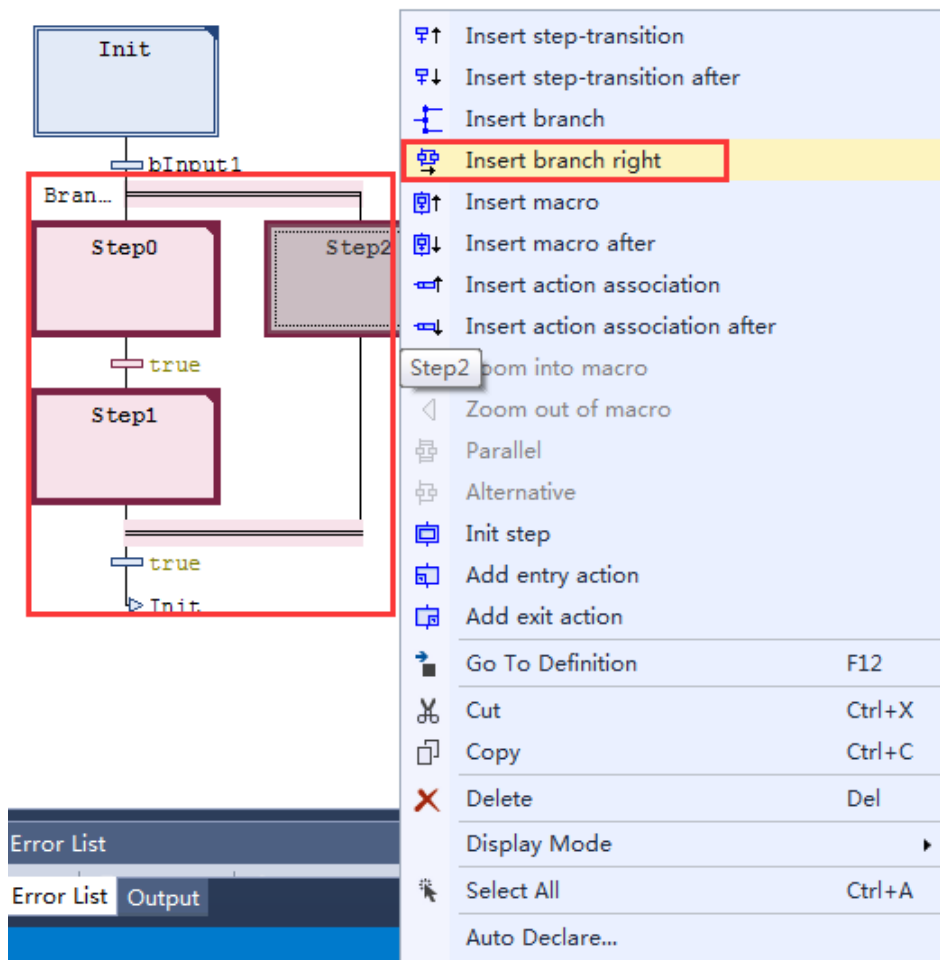 Init
bInput1
Bran...
Step0
Step2
true
Step1
true
Init
Insert step-transition
Insert step-transition after
Insert branch
Insert branch right
Insert macro
Insert macro after
Insert action association
Insert action association after
Step2
oom into macro
Zoom out of macro
Parallel
Alternative
Init step
Add entry action
Add exit action
Go To Definition F12
Cut Ctrl+X
Copy Ctrl+C
Delete Del
Display Mode
Select All Ctrl+A
Auto Declare...
Error List
Error List Output